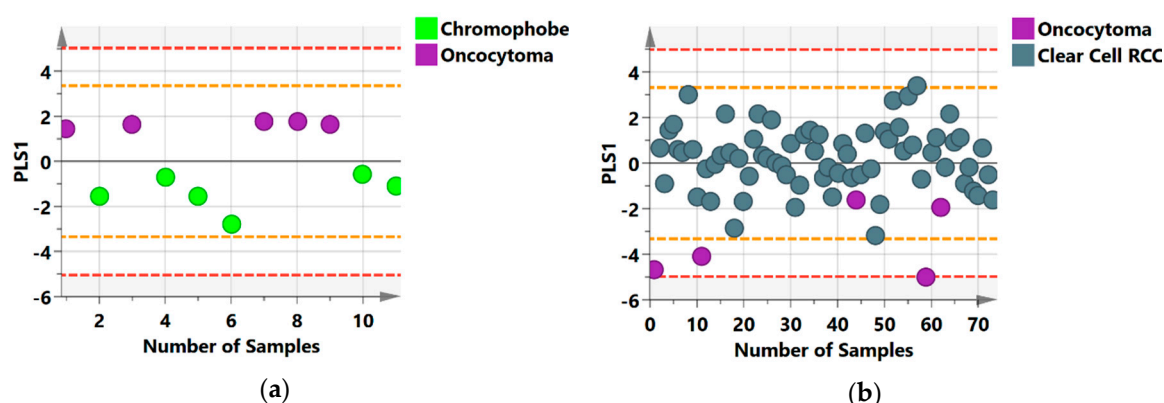 Chromophobe
Oncocytoma
PLS1
4
2
0
-2
-4
-6
2 4 6 8 10
Number of Samples
(a)
Oncocytoma
Clear Cell RCC
PLS1
4
2
0
-2
-4
-6
0 10 20 30 40 50 60 70
Number of Samples
(b)